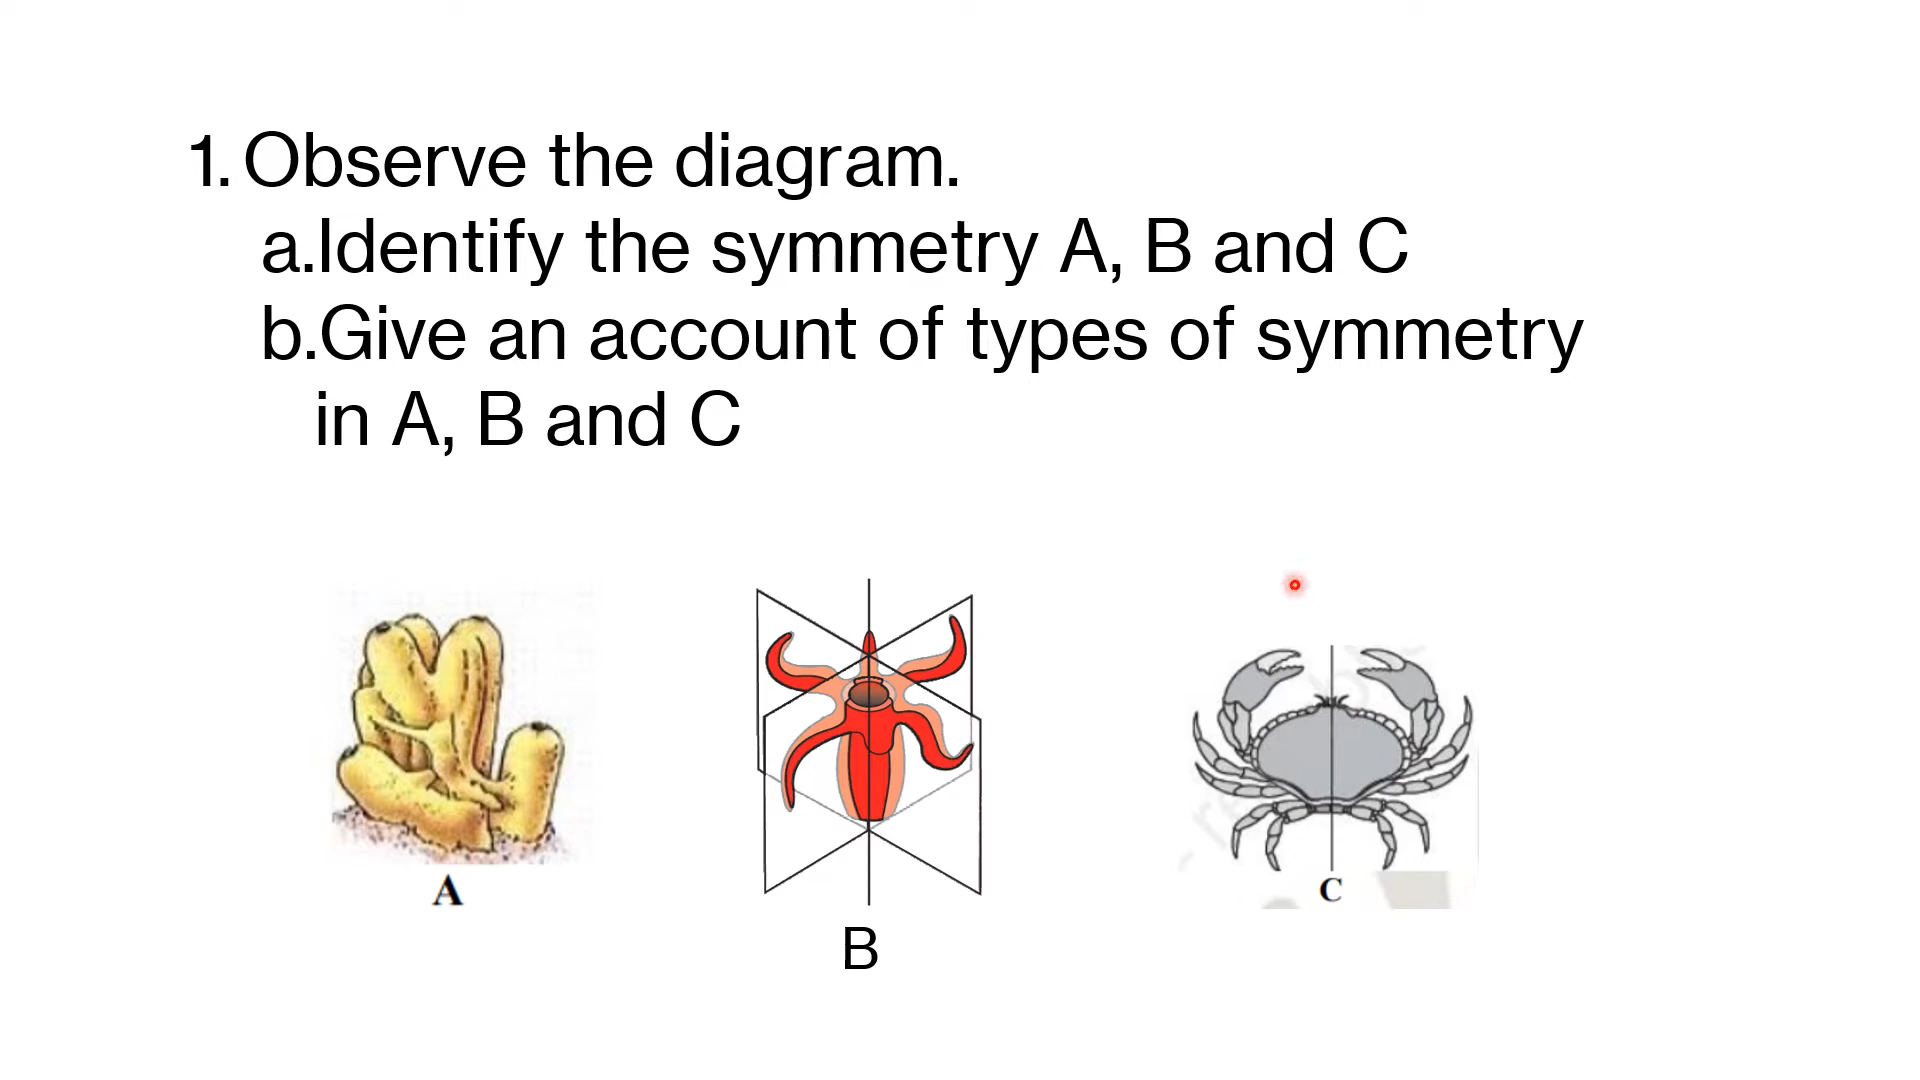 1. Observe the diagram.
a.Identify the symmetry A, B and C
b.Give an account of types of symmetry
in A, B and C
A
B
C